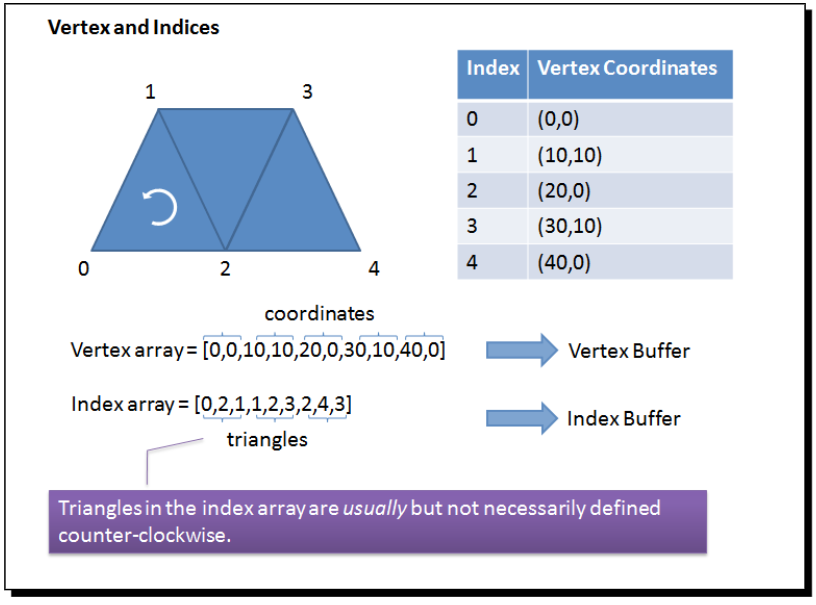 Vertex and Indices
1
3
0
2
4
Index Vertex Coordinates
0 (0,0)
1 (10,10)
2 (20,0)
3 (30,10)
4 (40,0)
coordinates
Vertex array = [0,0,10,10,20,0,30,10,40,0]
Vertex Buffer
Index array = [0,2,1,1,2,3,2,4,3]
Index Buffer
triangles
Triangles in the index array are usually but not necessarily defined
counter-clockwise.